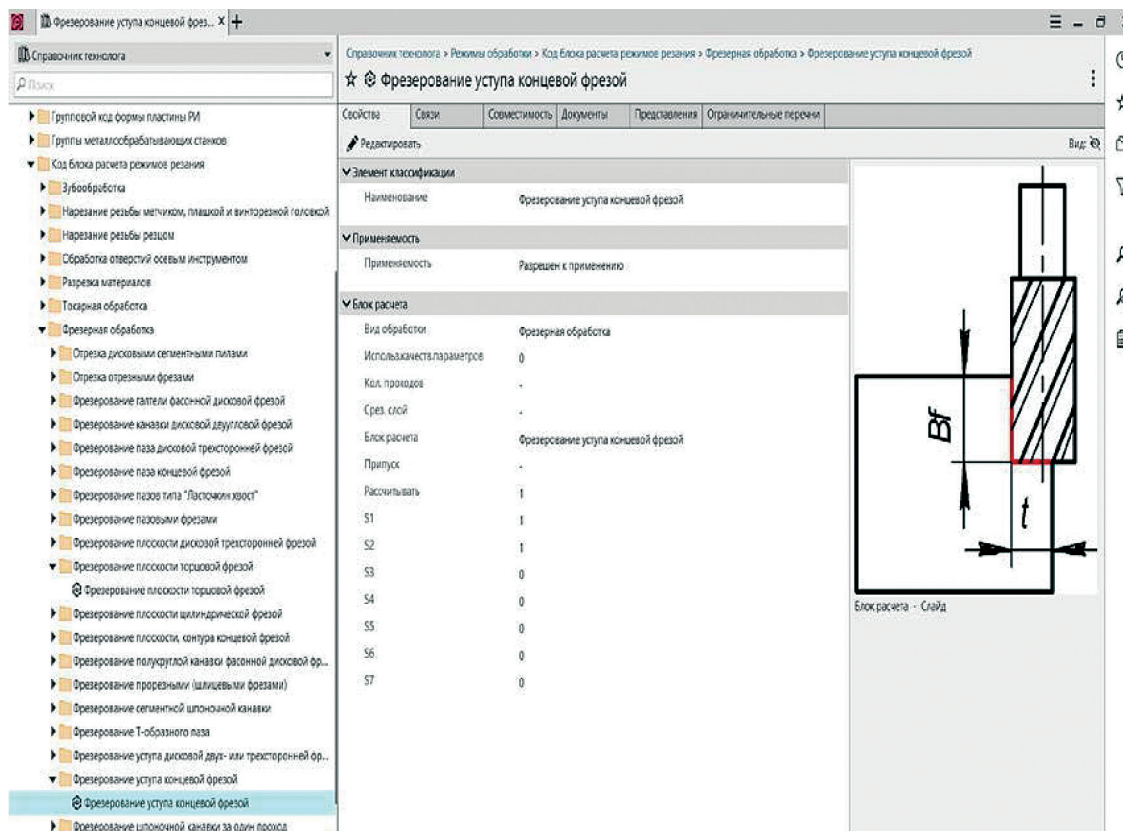 Фрезерование уступа концевой фрез... X +
Справочник технолога
Поиск
Групповой код формы пластины РИ
Группы металлообрабатывающих станков
Код блока расчета режимое резания
Зубообработка
Нарезание резьбы метчиком, плашкой и винторезной головкой
Нарезание резьбы резцом
Обработка отверстий осевым инструментом
Разрезка материалов
Токарная обработка
Фрезерная обработка
Отрезка дисковыми сегментными пилами
Отрезка отрезными фрезами
Фрезерование галтели фасонной дисковой фрезой
Фрезерование канавки дисковой двуугловой фрезой
Фрезерование паза дисковой трехсторонней фрезой
Фрезерование паза концевой фрезой
Фрезерование пазов типа "Ласточкин хвост"
Фрезерование пазовыми фрезами
Фрезерование плоскости дисковой трехсторонней фрезой
Фрезерование плоскости торцовой фрезой
Фрезерование плоскости торцовой фрезой
Фрезерование плоскости цилиндрической фрезой
Фрезерование плоскости, контура концевой фрезой
Фрезерование полукруглой канавки фасонной дисковой фр...
Фрезерование прорезными (шлицевыми фрезами)
Фрезерование сегментной шпоночной канавки
Фрезерование Т-образного паза
Фрезерование уступа дисковой двух- или трехсторонней фр...
Фрезерование уступа концевой фрезой
Фрезерование уступа концевой фрезой
Фрезерование шпоночной канавки за один проход
Справочник технолога > Режимы обработки > Код блока расчета режимое резания > Фрезерная обработка > Фрезерование уступа концевой фрезой
Фрезерование уступа концевой фрезой
Свойства Связи Совместимость Документы Представления Ограничительные перечни
Редактировать Вид:
Элемент классификации
Наименование Фрезерование уступа концевой фрезой
Применяемость
Применяемость Разрешен к применению
Блок расчета
Вид обработки Фрезерная обработка
Использ.качеств.параметров 0
Кол. проходов -
Срез. слой -
Блок расчета Фрезерование уступа концевой фрезой
Припуск -
Рассчитывать 1
S1 1
S2 1
S3 0
S4 0
S5 0
S6 0
S7 0
Bf
t
Блок расчета - Слайд